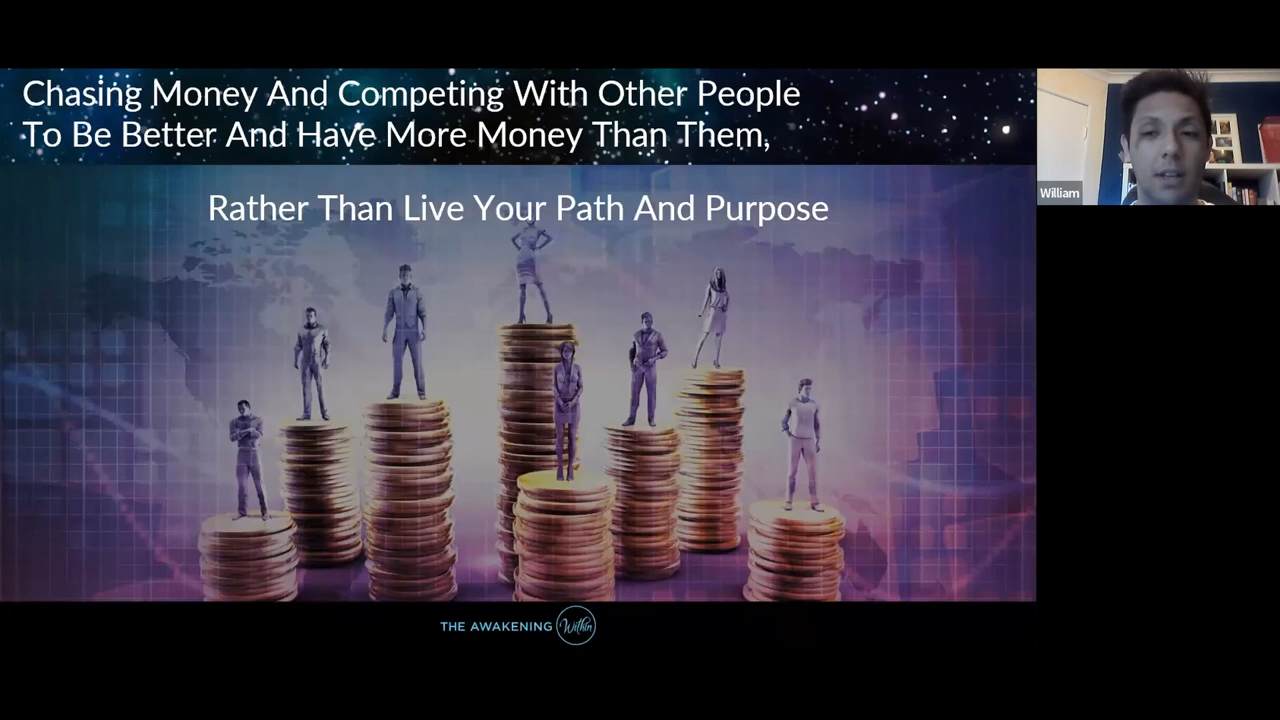 Chasing Money And Competing With Other People
To Be Better And Have More Money Than Them,
Rather Than Live Your Path And Purpose
William
THE AWAKENING Within